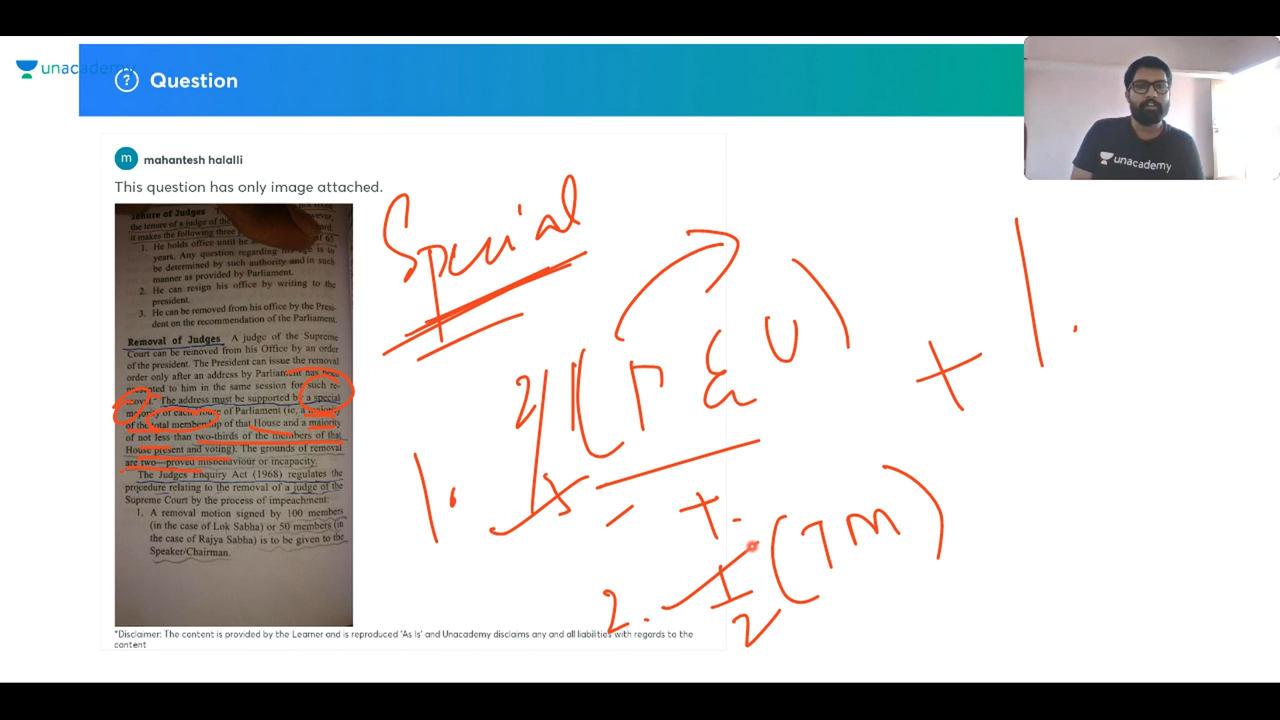 unacademy
? Question
unacademy
m mahantesh halalli
This question has only image attached.
Tenure of Judges
the tenure of a judge of the
it makes the following three
1. He holds office until he
of 65
years. Any question regarding his age is to
be determined by such authority and in such
manner as provided by Parliament.
2. He can resign his office by writing to the
president.
3. He can be removed from his office by the Presi-
dent on the recommendation of the Parliament.
Removal of Judges A judge of the Supreme
Court can be removed from his Office by an order
of the president. The President can issue the removal
order only after an address by Parliament has been
presented to him in the same session for such re-
moval. The address must be supported by a special
majority of each House of Parliament (ie, a majority
of the total membership of that House and a majority
of not less than two-thirds of the members of that
House present and voting). The grounds of removal
are two—proved misbehaviour or incapacity.
The Judges Enquiry Act (1968) regulates the
procedure relating to the removal of a judge of the
Supreme Court by the process of impeachment:
1. A removal motion signed by 100 members
(in the case of Lok Sabha) or 50 members (in
the case of Rajya Sabha) is to be given to the
Speaker/Chairman.
Special
1. 2/3 (P & V) + 1.
+.
2. 1/2 (TM)
*Disclaimer: The content is provided by the Learner and is reproduced 'As Is' and Unacademy disclaims any and all liabilities with regards to the
content